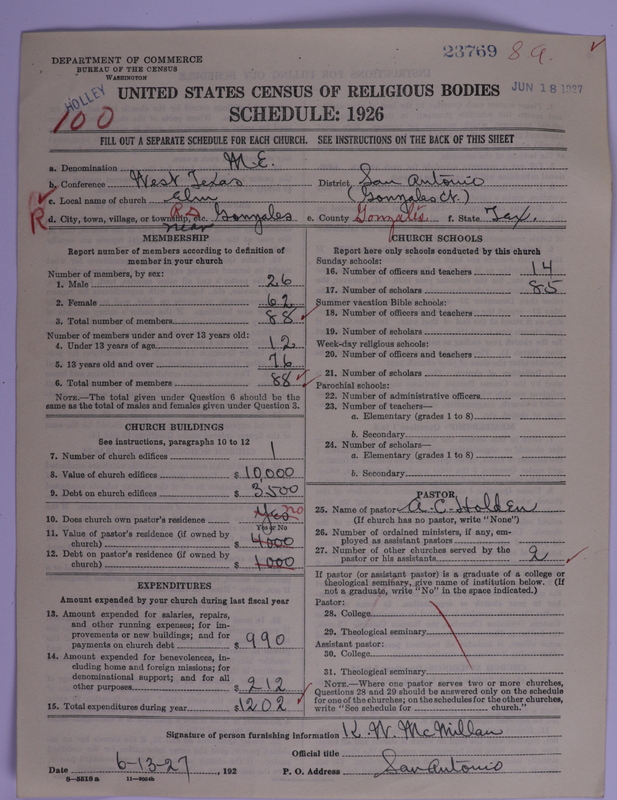 23769 8 a.
DEPARTMENT OF COMMERCE
BUREAU OF THE CENSUS
WASHINGTON
JUN 18 1927
HOLLEY
100
UNITED STATES CENSUS OF RELIGIOUS BODIES
SCHEDULE: 1926
FILL OUT A SEPARATE SCHEDULE FOR EACH CHURCH. SEE INSTRUCTIONS ON THE BACK OF THIS SHEET
a. Denomination M.E.
b. Conference West Texas District San Antonio
c. Local name of church Elm (Gonzales Ct.)
R d. City, town, village, or township, etc. R.D. near Gonzales e. County Gonzales f. State Tex.
MEMBERSHIP
Report number of members according to definition of member in your church
Number of members, by sex:
1. Male 26
2. Female 62
3. Total number of members 88
Number of members under and over 13 years old:
4. Under 13 years of age 12
5. 13 years old and over 76
6. Total number of members 88
NOTE.—The total given under Question 6 should be the
same as the total of males and females given under Question 3.
CHURCH BUILDINGS
See instructions, paragraphs 10 to 12
7. Number of church edifices 1
8. Value of church edifices $ 10,000
9. Debt on church edifices $ 3,500
10. Does church own pastor's residence Yes no
Yes or No
11. Value of pastor's residence (if owned by
church) $ 4000
12. Debt on pastor's residence (if owned by
church) $ 1000
EXPENDITURES
Amount expended by your church during last fiscal year
13. Amount expended for salaries, repairs,
and other running expenses; for im-
provements or new buildings; and for
payments on church debt $ 990
14. Amount expended for benevolences, in-
cluding home and foreign missions; for
denominational support; and for all
other purposes $ 212
15. Total expenditures during year $ 1202
CHURCH SCHOOLS
Report here only schools conducted by this church
Sunday schools:
16. Number of officers and teachers 14
17. Number of scholars 85
Summer vacation Bible schools:
18. Number of officers and teachers
19. Number of scholars
Week-day religious schools:
20. Number of officers and teachers
21. Number of scholars
Parochial schools:
22. Number of administrative officers
23. Number of teachers—
a. Elementary (grades 1 to 8)
b. Secondary
24. Number of scholars—
a. Elementary (grades 1 to 8)
b. Secondary
PASTOR
25. Name of pastor A. C. Holden
(If church has no pastor, write "None")
26. Number of ordained ministers, if any, em-
ployed as assistant pastors
27. Number of other churches served by the
pastor or his assistants 2
If pastor (or assistant pastor) is a graduate of a college or
theological seminary, give name of institution below. (If
not a graduate, write "No" in the space indicated.)
Pastor:
28. College
29. Theological seminary
Assistant pastor:
30. College
31. Theological seminary
NOTE.—Where one pastor serves two or more churches,
Questions 28 and 29 should be answered only on the schedule
for one of the churches; on the schedules for the other churches,
write "See schedule for church."
Signature of person furnishing information K. W. McMillan
Official title
Date 6-13-27, 192 P. O. Address San Antonio
8—5518 a